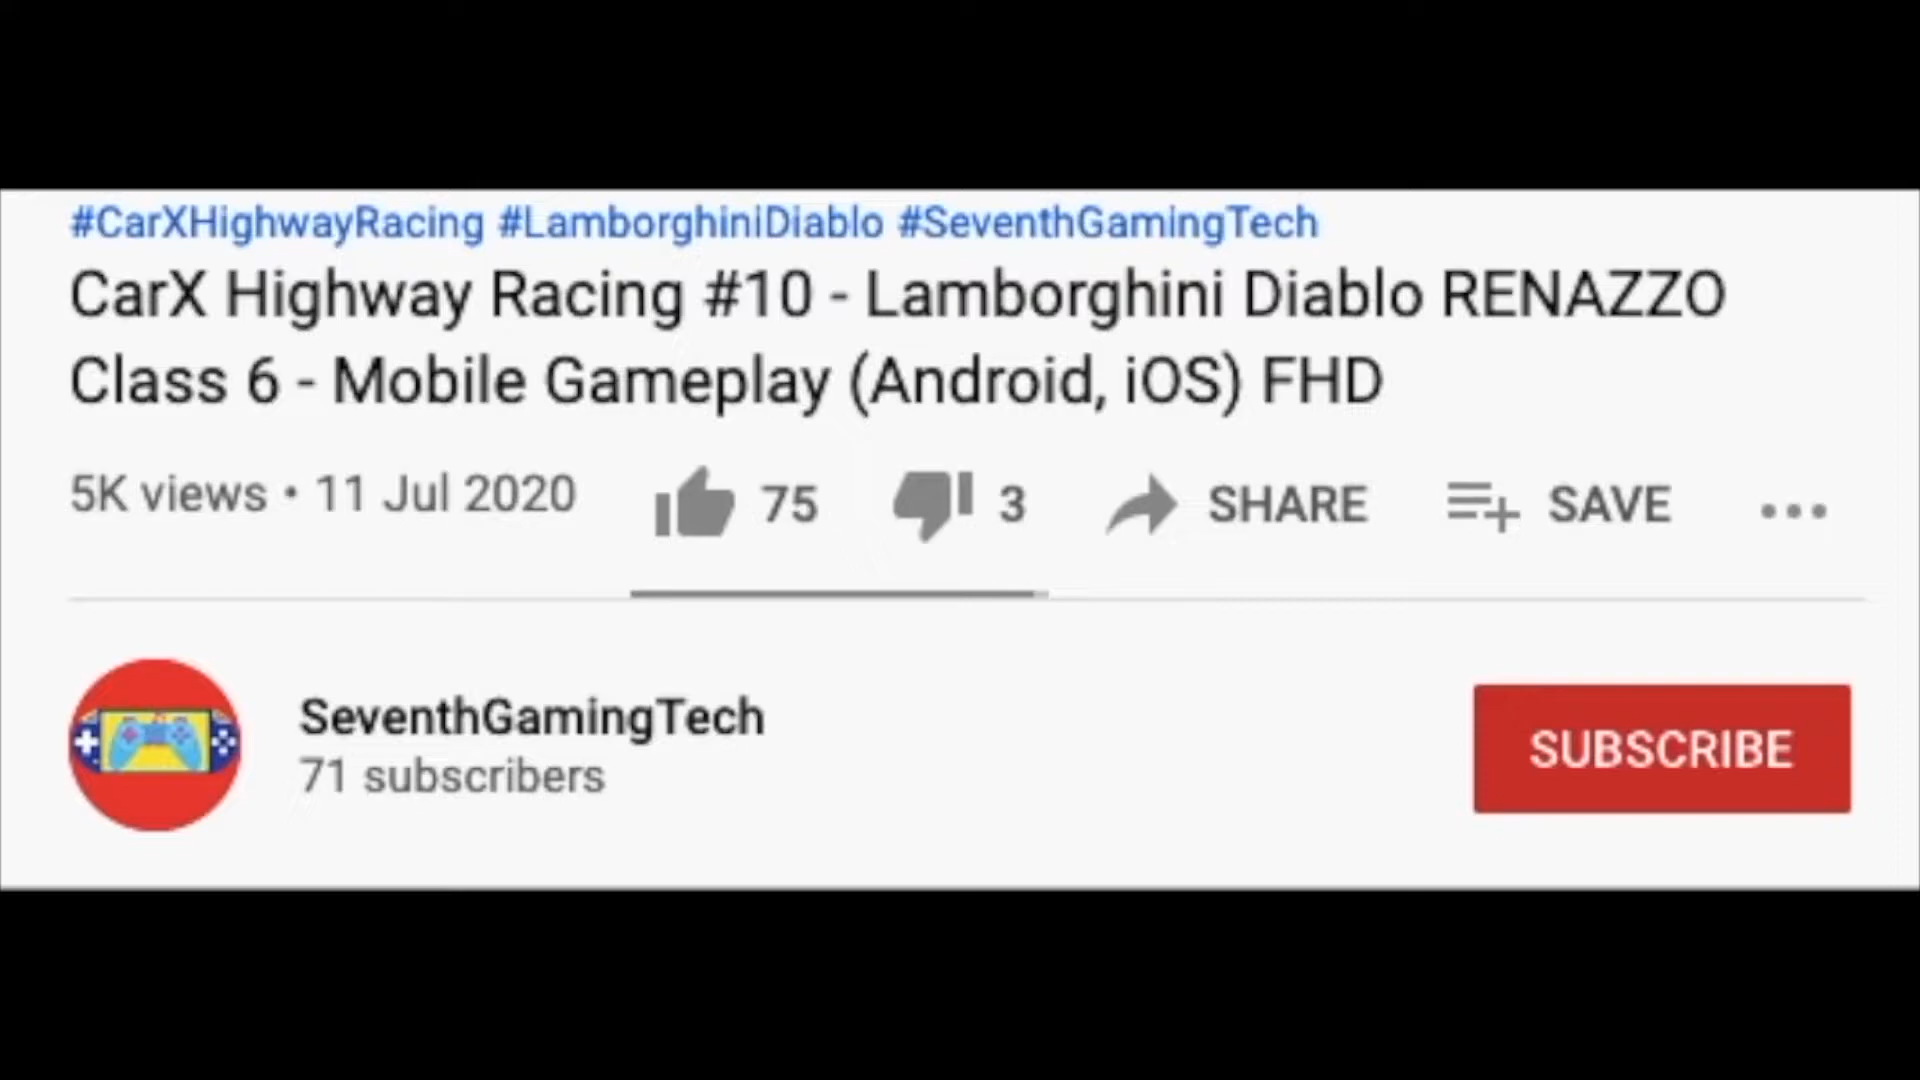 #CarXHighwayRacing #LamborghiniDiablo #SeventhGamingTech
CarX Highway Racing #10 - Lamborghini Diablo RENAZZO
Class 6 - Mobile Gameplay (Android, iOS) FHD
5K views • 11 Jul 2020 75 3 SHARE SAVE
SeventhGamingTech
71 subscribers
SUBSCRIBE